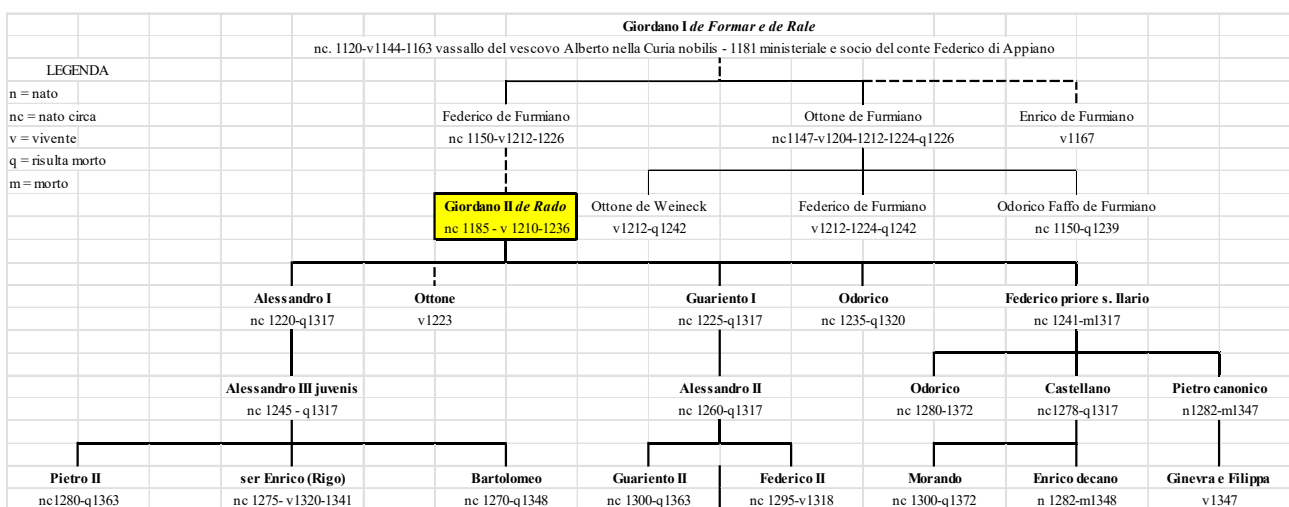 Giordano I de Formar e de Rale
nc. 1120-v1144-1163 vassallo del vescovo Alberto nella Curia nobilis - 1181 ministeriale e socio del conte Federico di Appiano
LEGENDA
n = nato
nc = nato circa
v = vivente
q = risulta morto
m = morto
Federico de Furmiano
nc 1150-v1212-1226
Ottone de Furmiano
nc1147-v1204-1212-1224-q1226
Enrico de Furmiano
v1167
Giordano II de Rado
nc 1185 - v 1210-1236
Ottone de Weineck
v1212-q1242
Federico de Furmiano
v1212-1224-q1242
Odorico Faffo de Furmiano
nc 1150-q1239
Alessandro I
nc 1220-q1317
Ottone
v1223
Guariento I
nc 1225-q1317
Odorico
nc 1235-q1320
Federico priore s. Ilario
nc 1241-m1317
Alessandro III juvenis
nc 1245 - q1317
Alessandro II
nc 1260-q1317
Odorico
nc 1280-1372
Castellano
nc1278-q1317
Pietro canonico
n1282-m1347
Pietro II
nc1280-q1363
ser Enrico (Rigo)
nc 1275- v1320-1341
Bartolomeo
nc 1270-q1348
Guariento II
nc 1300-q1363
Federico II
nc 1295-v1318
Morando
nc 1300-q1372
Enrico decano
n 1282-m1348
Ginevra e Filippa
v1347